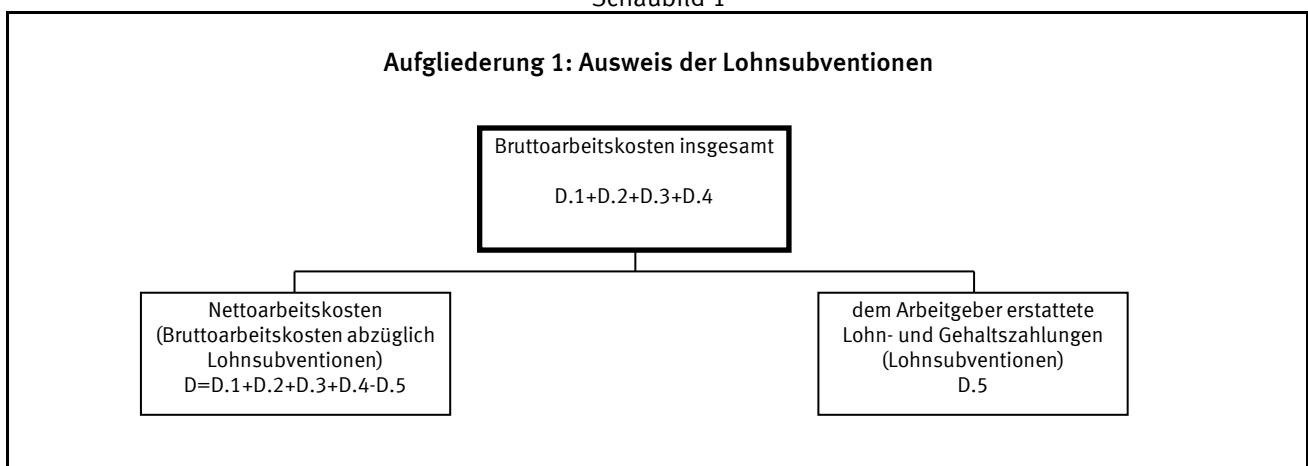 Schaubild 1
Aufgliederung 1: Ausweis der Lohnsubventionen
Bruttoarbeitskosten insgesamt
D.1+D.2+D.3+D.4
Nettoarbeitskosten
(Bruttoarbeitskosten abzüglich
Lohnsubventionen)
D=D.1+D.2+D.3+D.4-D.5
dem Arbeitgeber erstattete
Lohn- und Gehaltszahlungen
(Lohnsubventionen)
D.5